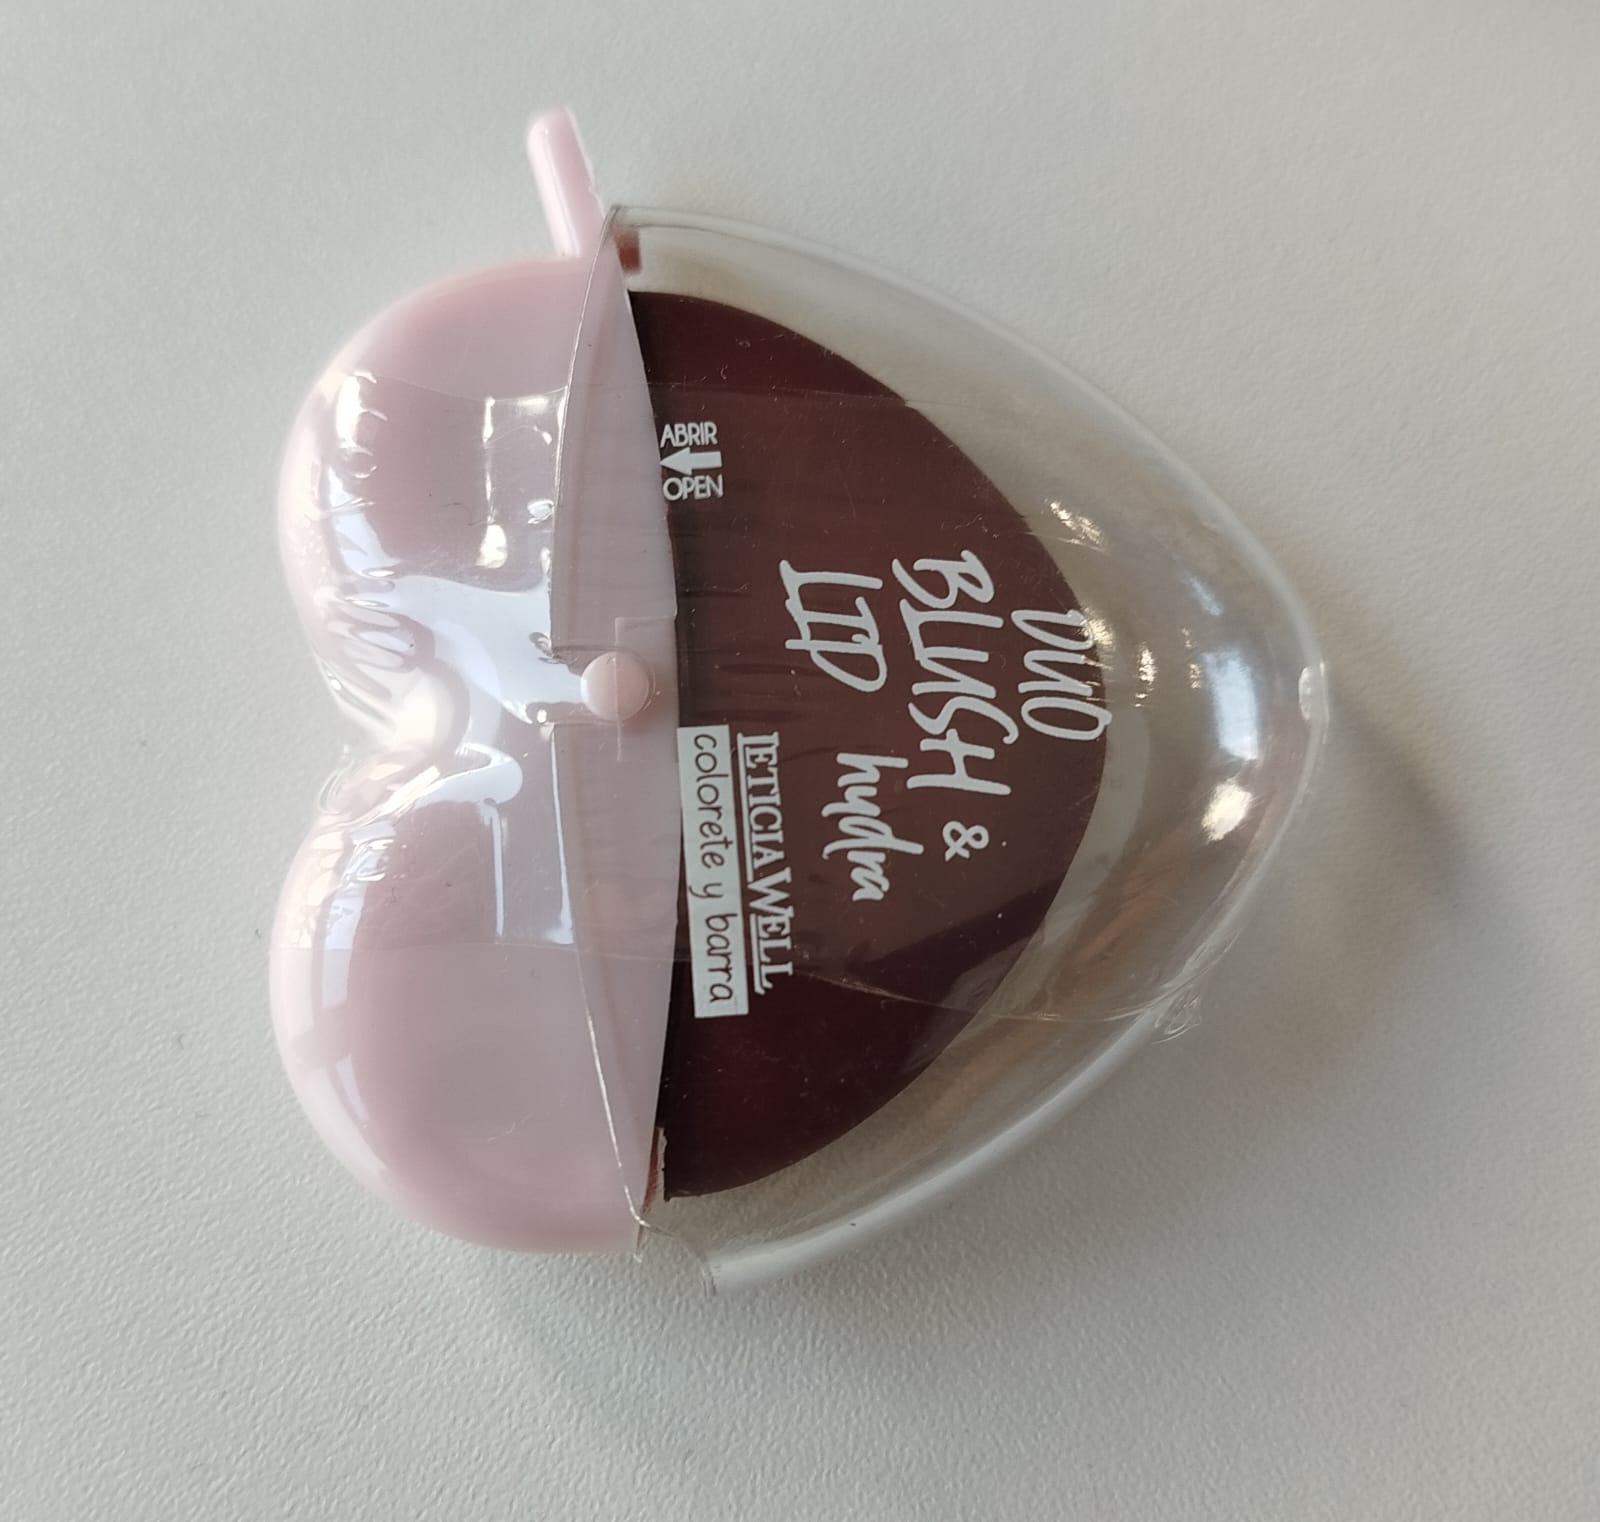 DUO
BLUSH &
LIP hydra
LETICIA WELL
colorete y barra
ABRIR
OPEN